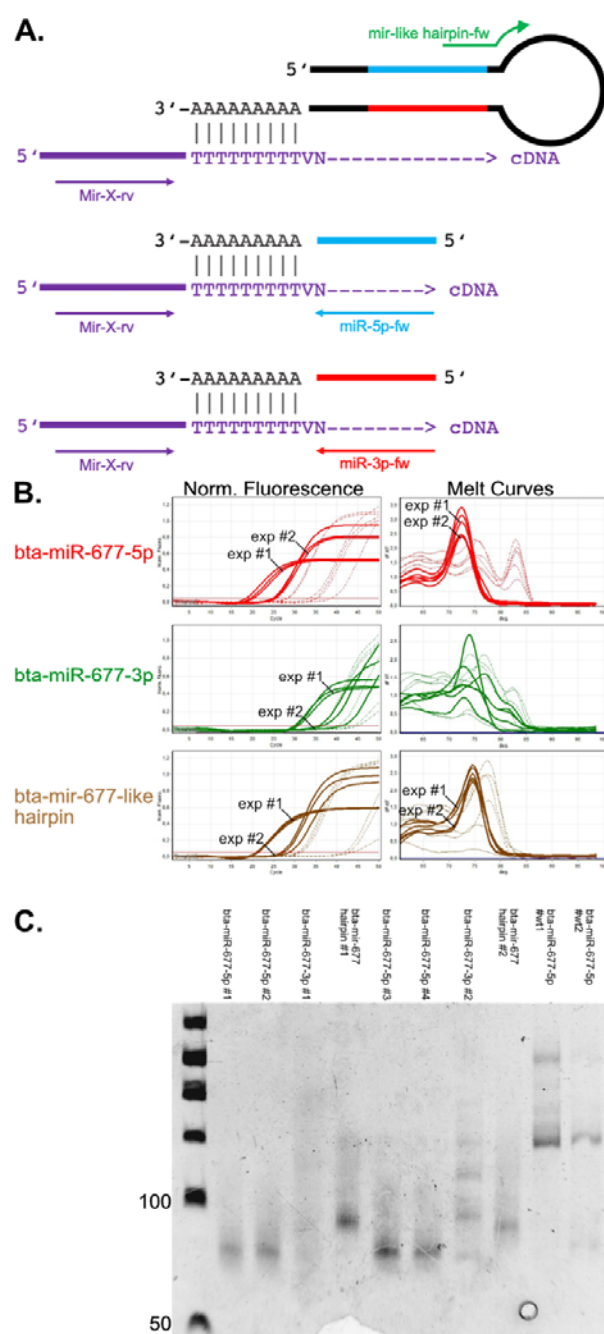 A.
mir-like hairpin-fw
5‘
3‘-AAAAAAAAA
5‘ TTTTTTTTTVN-------------> cDNA
Mir-X-rv
3‘-AAAAAAAAA 5‘
5‘ TTTTTTTTTVN-------> cDNA
Mir-X-rv miR-5p-fw
3‘-AAAAAAAAA 5‘
5‘ TTTTTTTTTVN-------> cDNA
Mir-X-rv miR-3p-fw
B.
Norm. Fluorescence Melt Curves
bta-miR-677-5p
exp #2
exp #1
exp #1
exp #2
Cycle deg.
bta-miR-677-3p
exp #1
exp #2
Cycle deg.
bta-mir-677-like
hairpin
exp #1
exp #2
exp #1
exp #2
Cycle deg.
C.
bta-miR-677-5p #1
bta-miR-677-5p #2
bta-miR-677-3p #1
bta-mir-677
hairpin #1
bta-miR-677-5p #3
bta-miR-677-5p #4
bta-miR-677-3p #2
bta-mir-677
hairpin #2
bta-miR-677-5p
#wt1
bta-miR-677-5p
#wt2
100
50